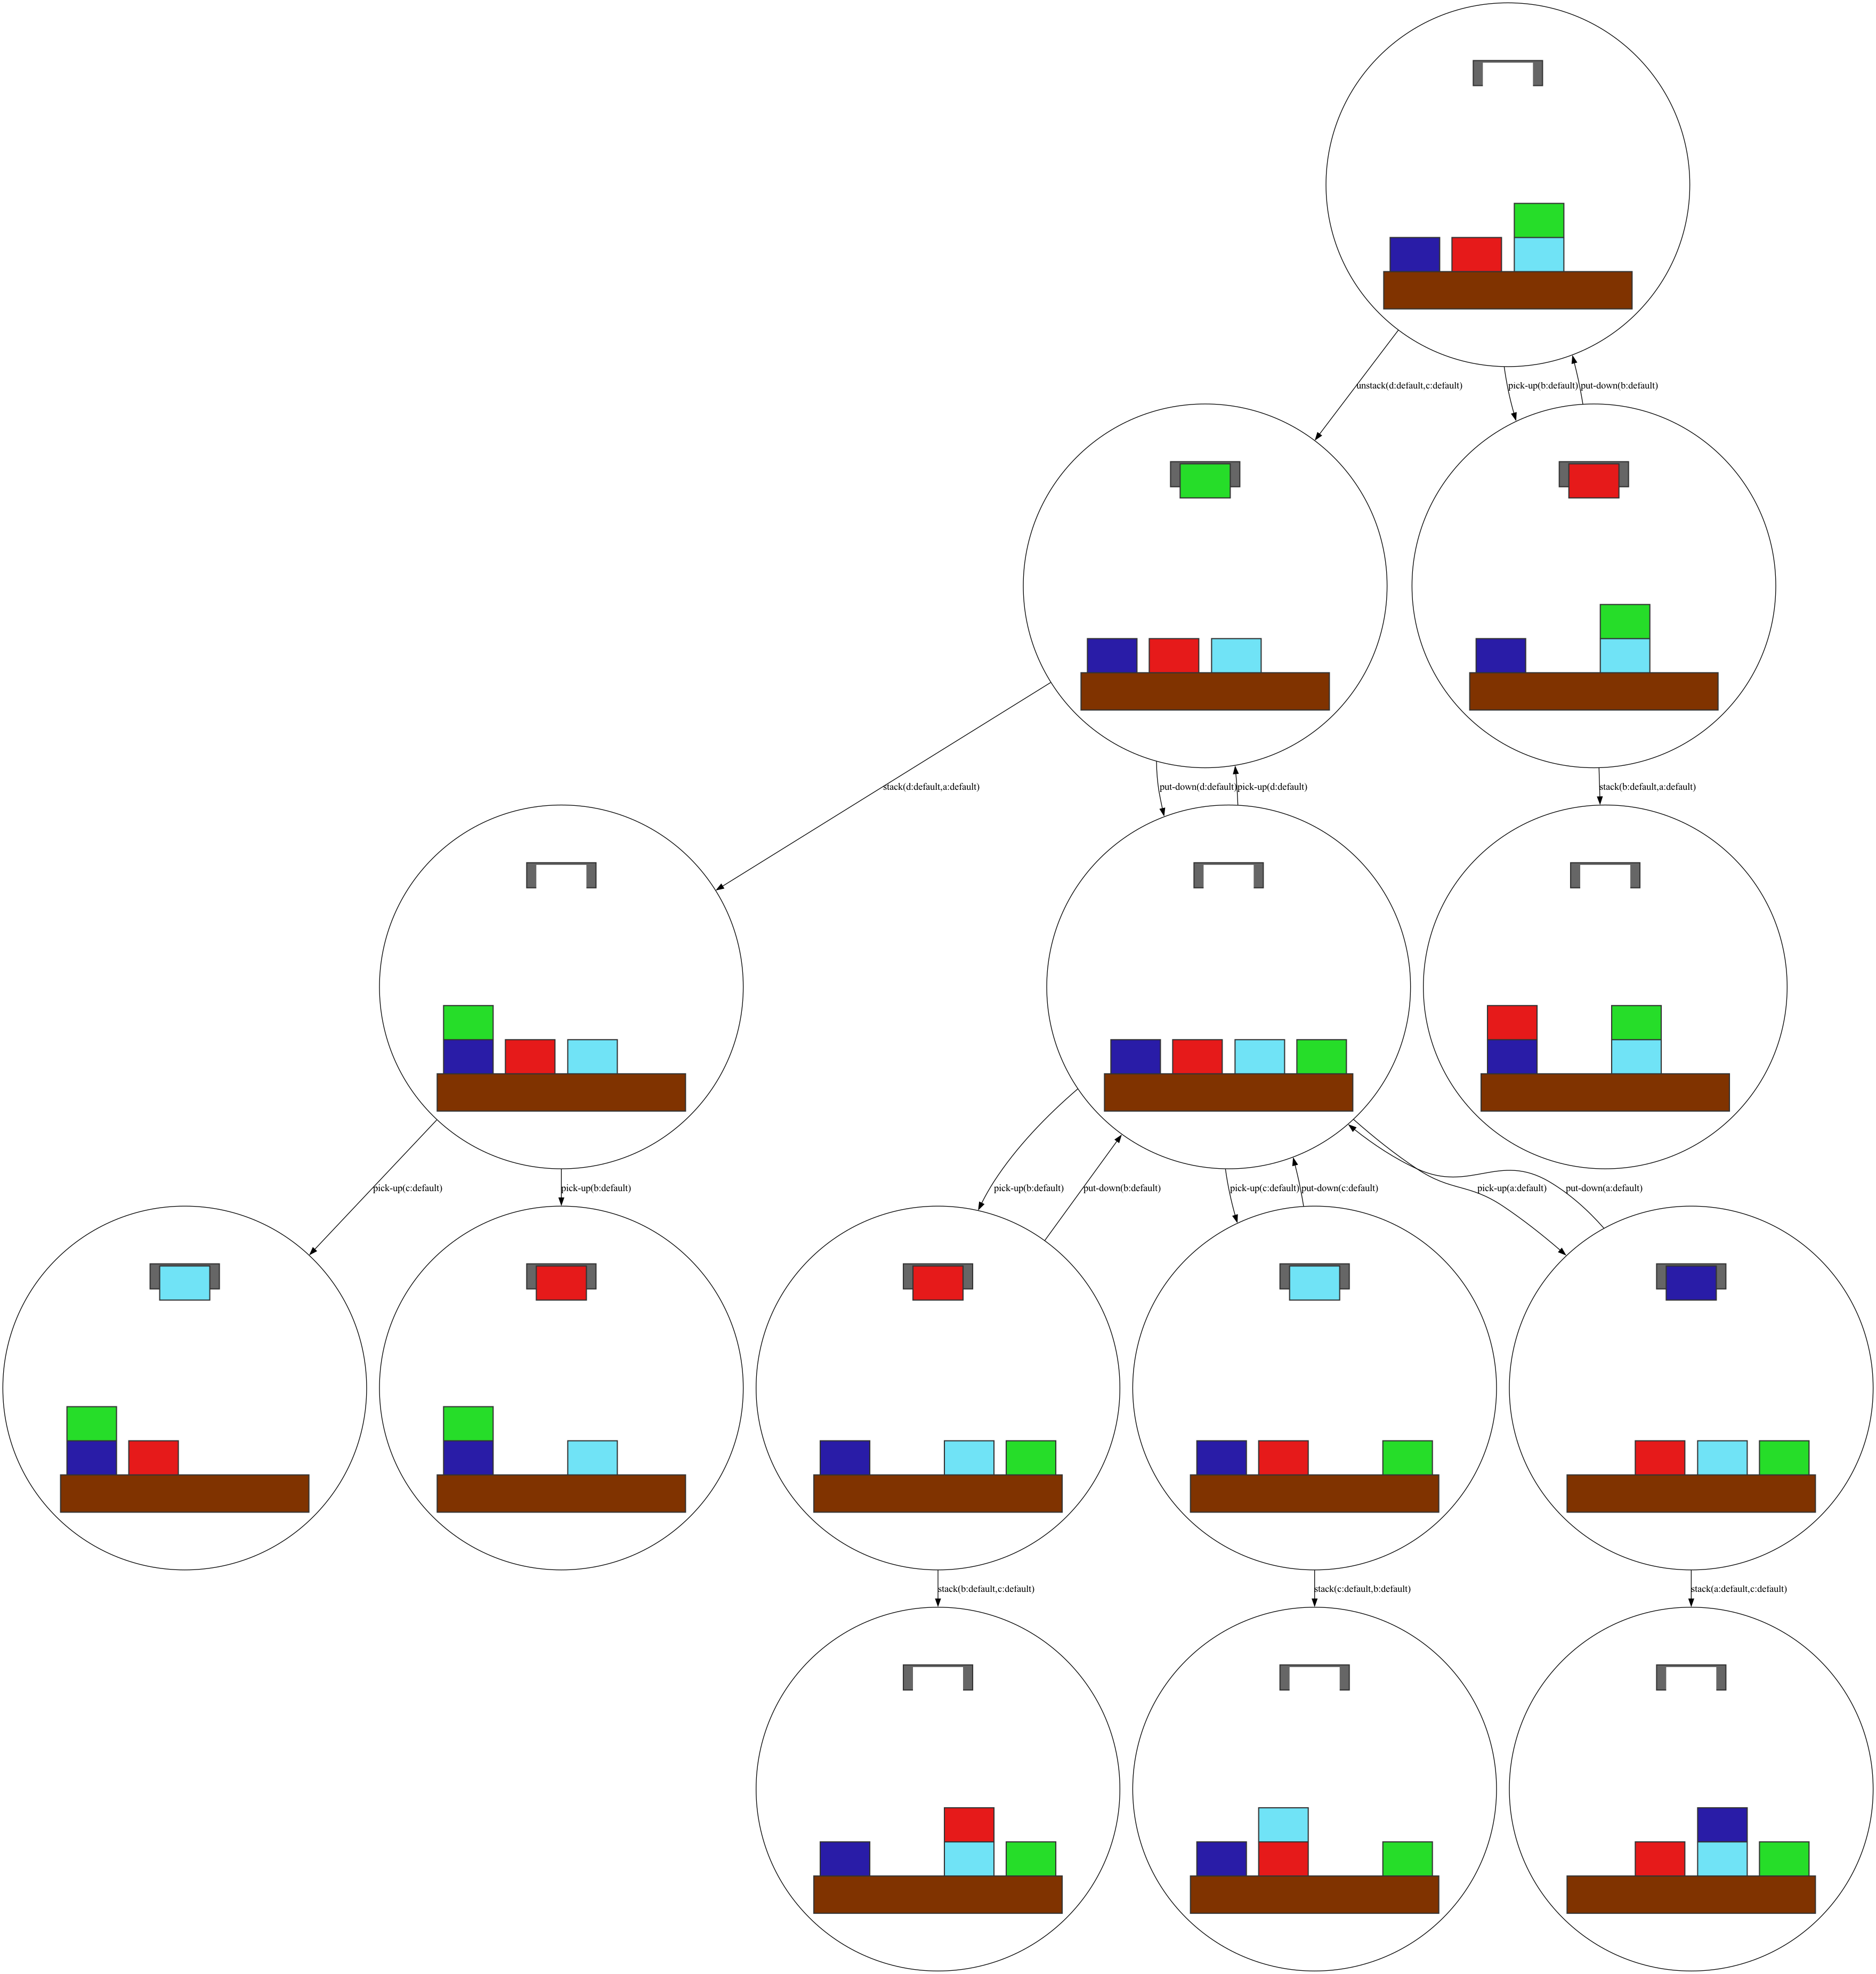 unstack(d:default,c:default)
pick-up(b:default)
put-down(b:default)
stack(d:default,a:default)
put-down(d:default)
pick-up(d:default)
stack(b:default,a:default)
pick-up(c:default)
pick-up(b:default)
pick-up(b:default)
put-down(b:default)
pick-up(c:default)
put-down(c:default)
pick-up(a:default)
put-down(a:default)
stack(b:default,c:default)
stack(c:default,b:default)
stack(a:default,c:default)